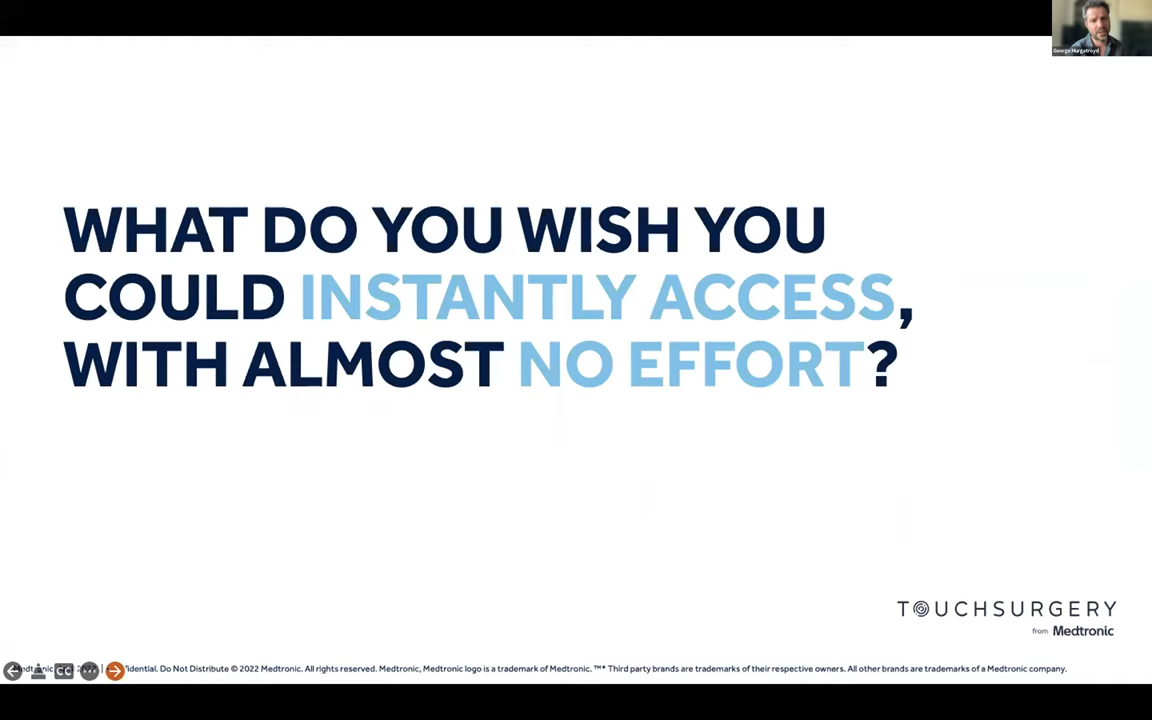 George Murgatroyd
WHAT DO YOU WISH YOU
COULD INSTANTLY ACCESS,
WITH ALMOST NO EFFORT?
TOUCHSURGERY
from Medtronic
Medtronic Do Not Distribute © 2022 Medtronic. All rights reserved. Medtronic, Medtronic logo is a trademark of Medtronic. ™* Third party brands are trademarks of their respective owners. All other brands are trademarks of a Medtronic company.
CC